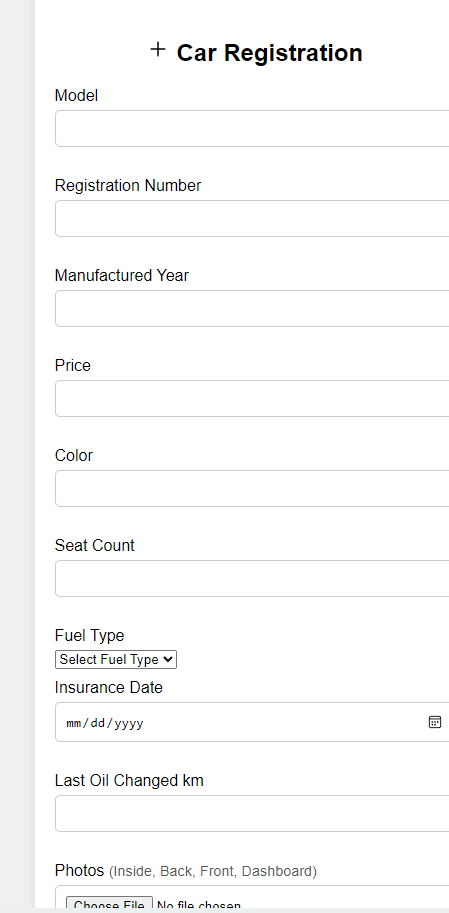 + Car Registration
Model
Registration Number
Manufactured Year
Price
Color
Seat Count
Fuel Type
Select Fuel Type
Insurance Date
mm/dd/yyyy
Last Oil Changed km
Photos (Inside, Back, Front, Dashboard)
Choose File No file chosen